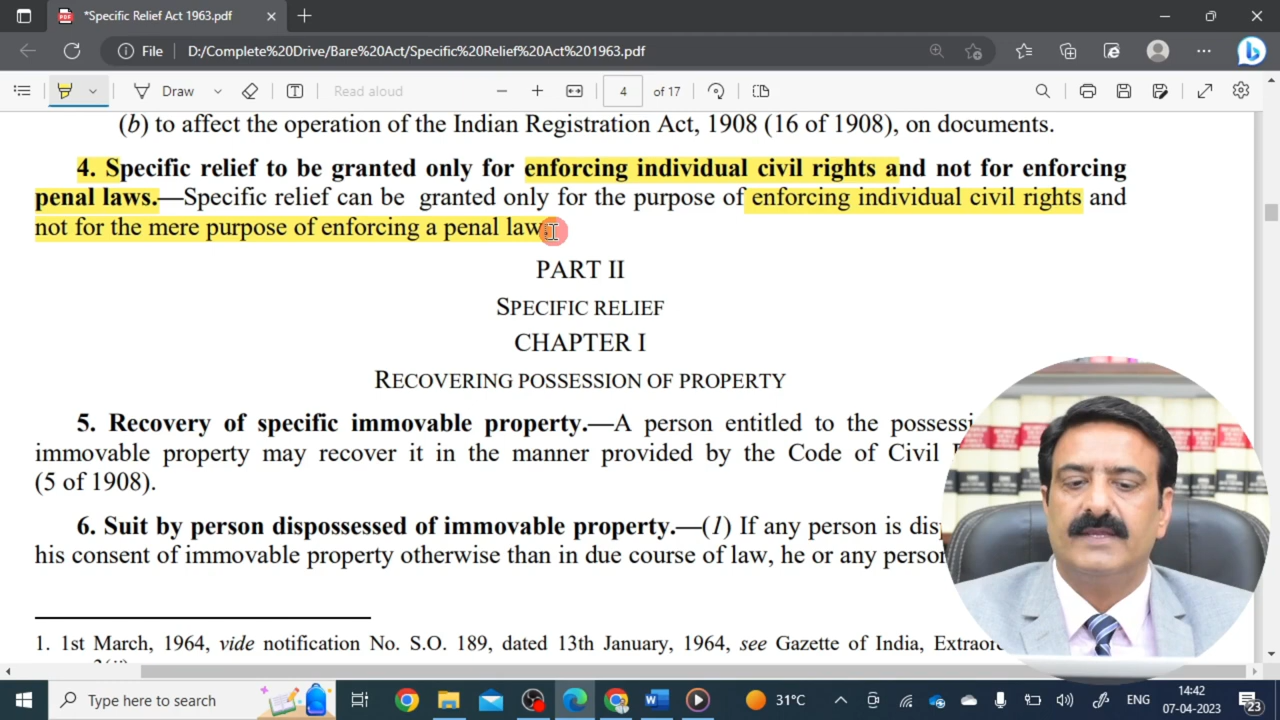 *Specific Relief Act 1963.pdf
File D:/Complete%20Drive/Bare%20Act/Specific%20Relief%20Act%201963.pdf
Draw Read aloud 4 of 17
(b) to affect the operation of the Indian Registration Act, 1908 (16 of 1908), on documents.
4. Specific relief to be granted only for enforcing individual civil rights and not for enforcing
penal laws.—Specific relief can be granted only for the purpose of enforcing individual civil rights and
not for the mere purpose of enforcing a penal law.
PART II
SPECIFIC RELIEF
CHAPTER I
RECOVERING POSSESSION OF PROPERTY
5. Recovery of specific immovable property.—A person entitled to the
immovable property may recover it in the manner provided by the Code of Civil
(5 of 1908).
6. Suit by person dispossessed of immovable property.—(1) If any person is
his consent of immovable property otherwise than in due course of law, he or any person
1. 1st March, 1964, vide notification No. S.O. 189, dated 13th January, 1964, see Gazette of India,
Type here to search
31°C
ENG
14:42
07-04-2023
23